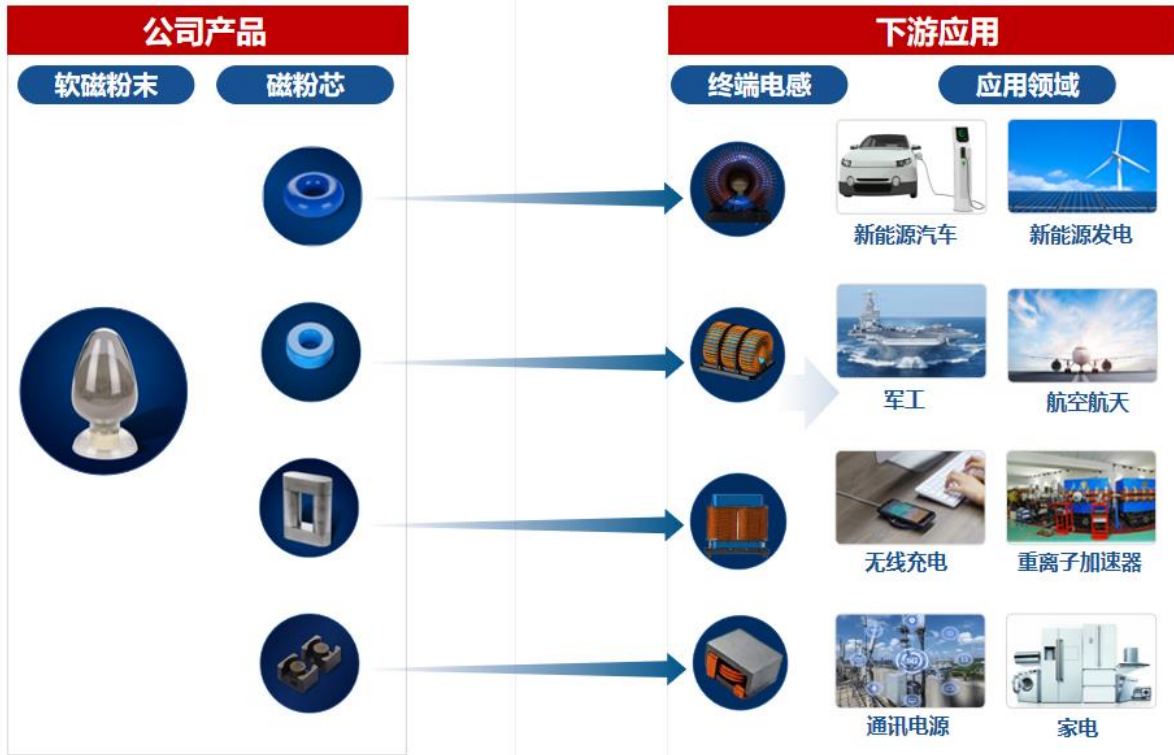 公司产品
下游应用
软磁粉末
磁粉芯
终端电感
应用领域
新能源汽车
新能源发电
军工
航空航天
无线充电
重离子加速器
5G
通讯电源
家电